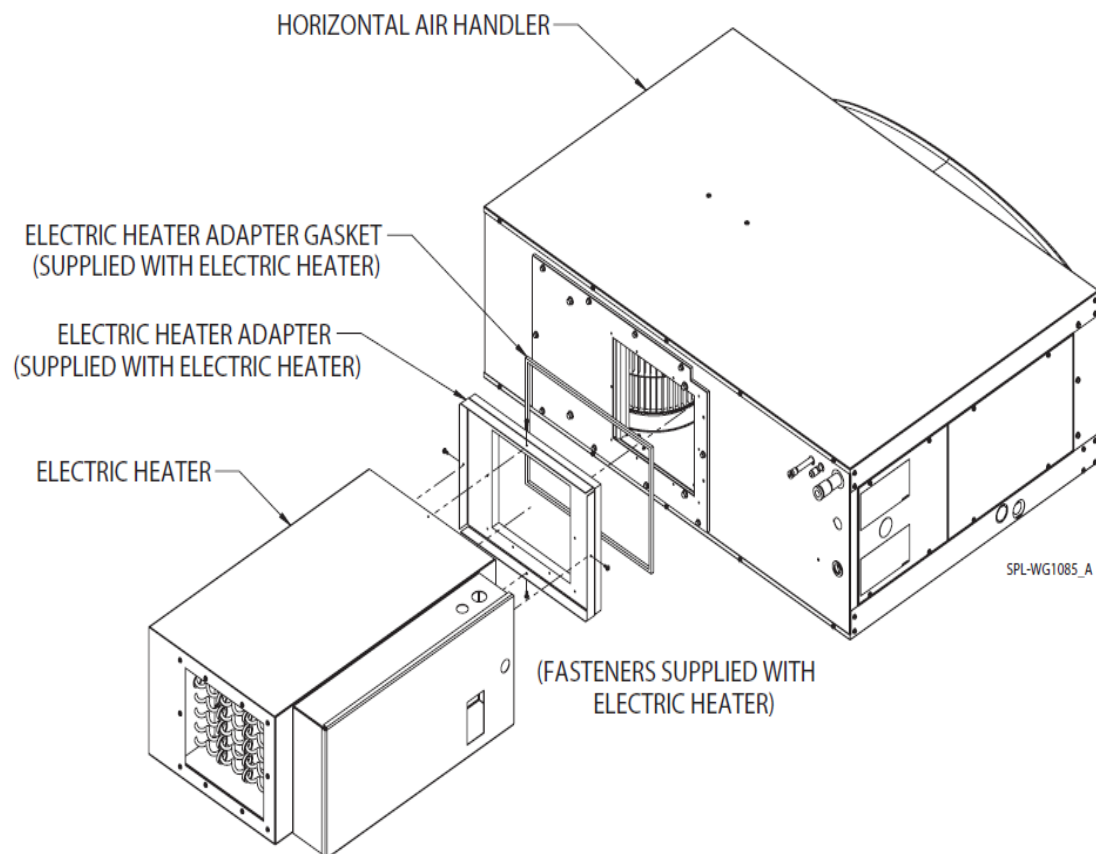 HORIZONTAL AIR HANDLER
ELECTRIC HEATER ADAPTER GASKET
(SUPPLIED WITH ELECTRIC HEATER)
ELECTRIC HEATER ADAPTER
(SUPPLIED WITH ELECTRIC HEATER)
ELECTRIC HEATER
SPL-WG1085_A
(FASTENERS SUPPLIED WITH
ELECTRIC HEATER)